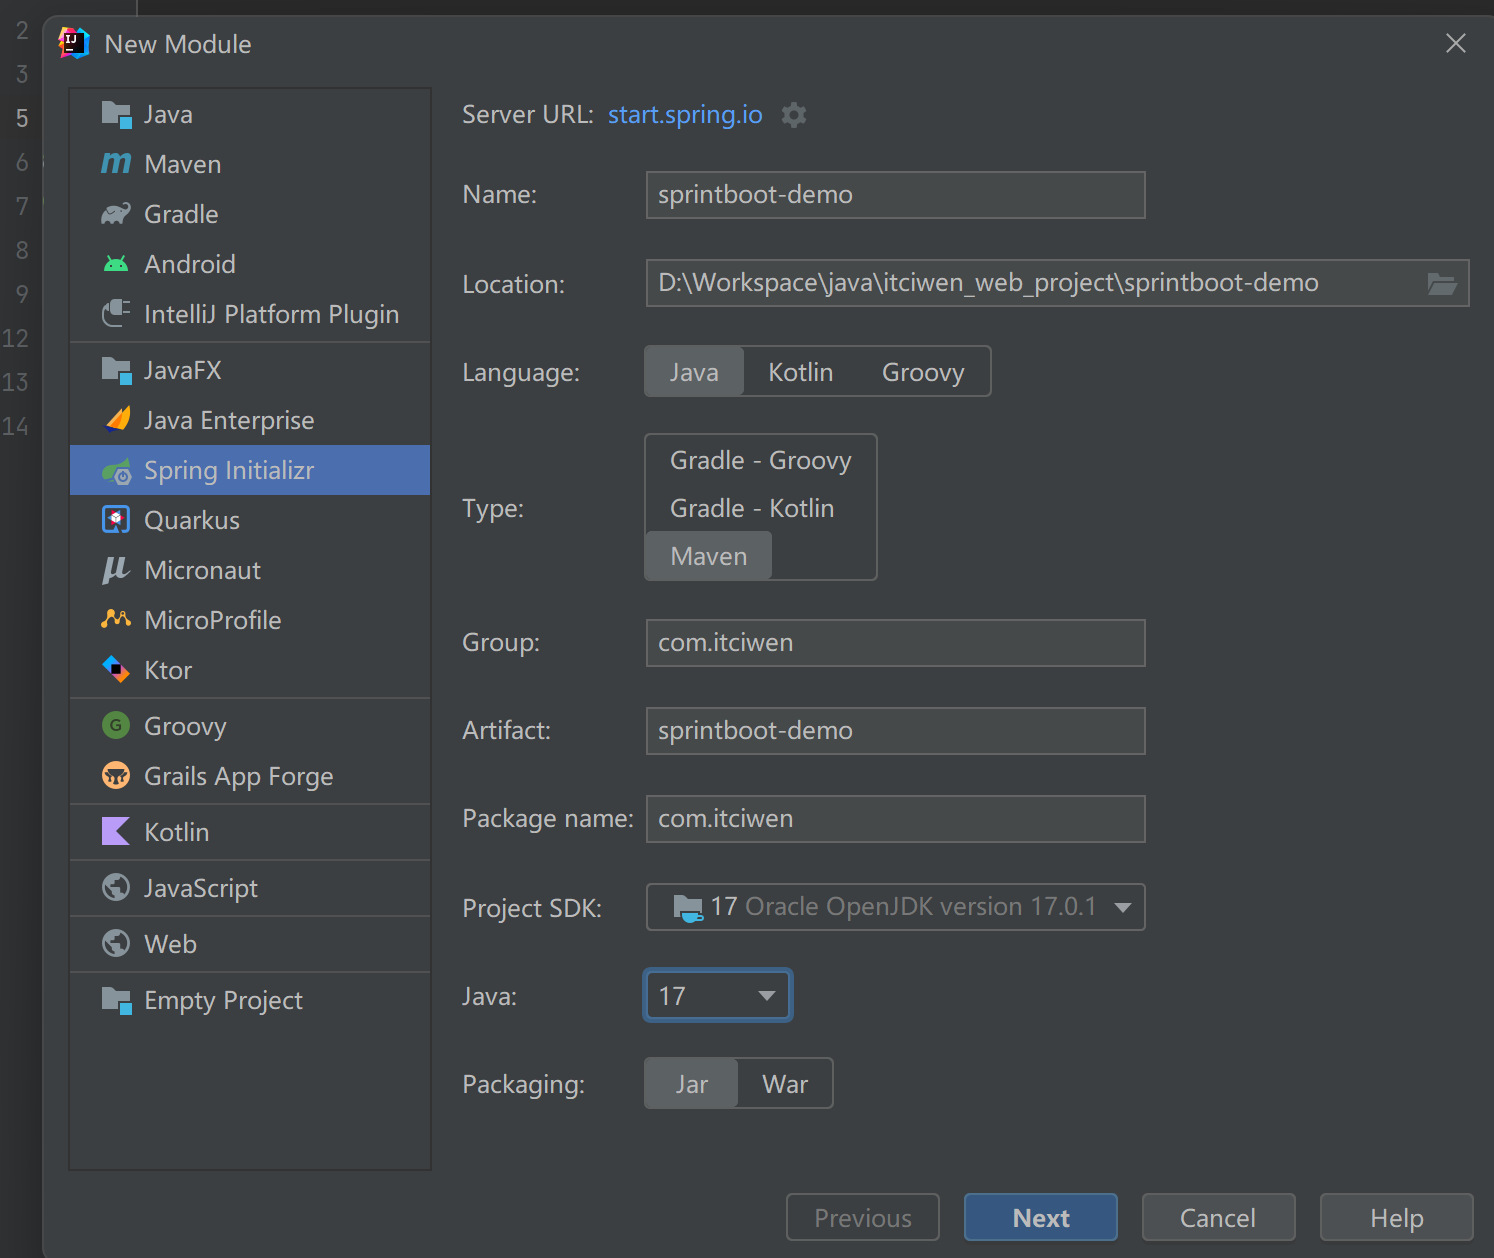 New Module
2
3
5
6
7
8
9
12
13
14
Java
Maven
Gradle
Android
IntelliJ Platform Plugin
JavaFX
Java Enterprise
Spring Initializr
Quarkus
Micronaut
MicroProfile
Ktor
Groovy
Grails App Forge
Kotlin
JavaScript
Web
Empty Project
Server URL: start.spring.io
Name: sprintboot-demo
Location: D:\Workspace\java\itciwen_web_project\sprintboot-demo
Language: Java Kotlin Groovy
Type:
Gradle - Groovy
Gradle - Kotlin
Maven
Group: com.itciwen
Artifact: sprintboot-demo
Package name: com.itciwen
Project SDK: 17 Oracle OpenJDK version 17.0.1
Java: 17
Packaging: Jar War
Previous Next Cancel Help